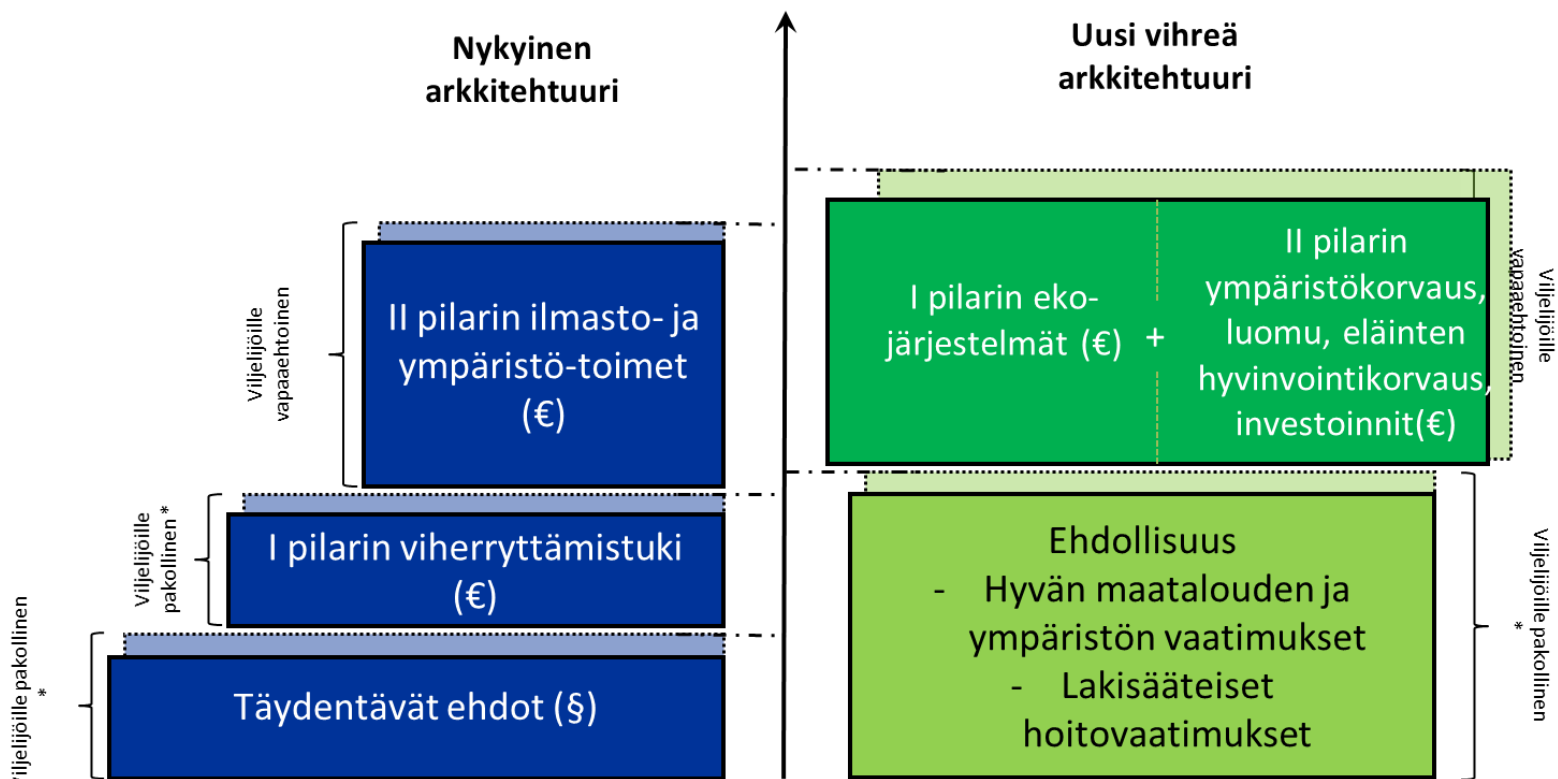 Nykyinen
arkkitehtuuri
Viljelijöille
vapaaehtoinen
II pilarin ilmasto- ja
ympäristö-toimet
(€)
Viljelijöille
pakollinen *
I pilarin viherryttämistuki
(€)
Viljelijöille pakollinen
*
Täydentävät ehdot (§)
Uusi vihreä
arkkitehtuuri
I pilarin eko-
järjestelmät (€)
+
II pilarin
ympäristökorvaus,
luomu, eläinten
hyvinvointikorvaus,
investoinnit(€)
Viljelijöille
vapaaehtoinen
Ehdollisuus
- Hyvän maatalouden ja
ympäristön vaatimukset
- Lakisääteiset
hoitovaatimukset
Viljelijöille pakollinen
*